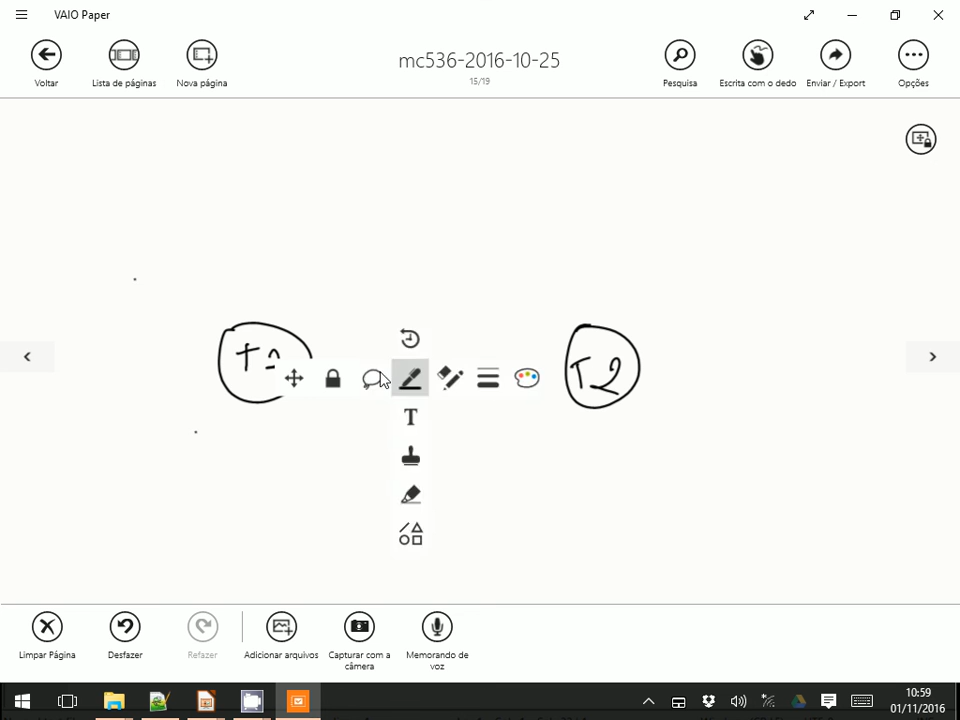 VAIO Paper
Voltar
Lista de páginas
Nova página
mc536-2016-10-25
15/19
Pesquisa
Escrita com o dedo
Enviar / Export
Opções
T2
T
Limpar Página
Desfazer
Refazer
Adicionar arquivos
Capturar com a
câmera
Memorando de
voz
10:59
01/11/2016